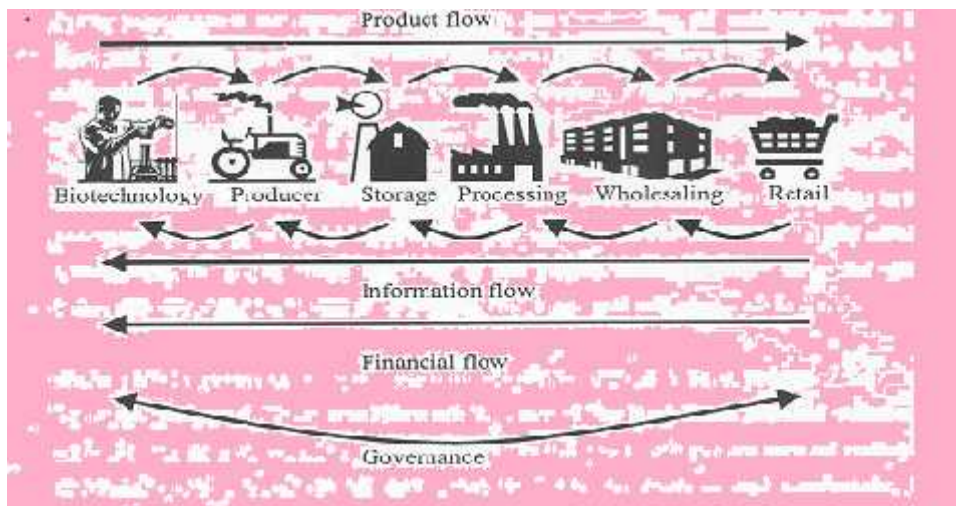 Product flow
Biotechnology Producer Storage Processing Wholesaling Retail
Information flow
Financial flow
Governance